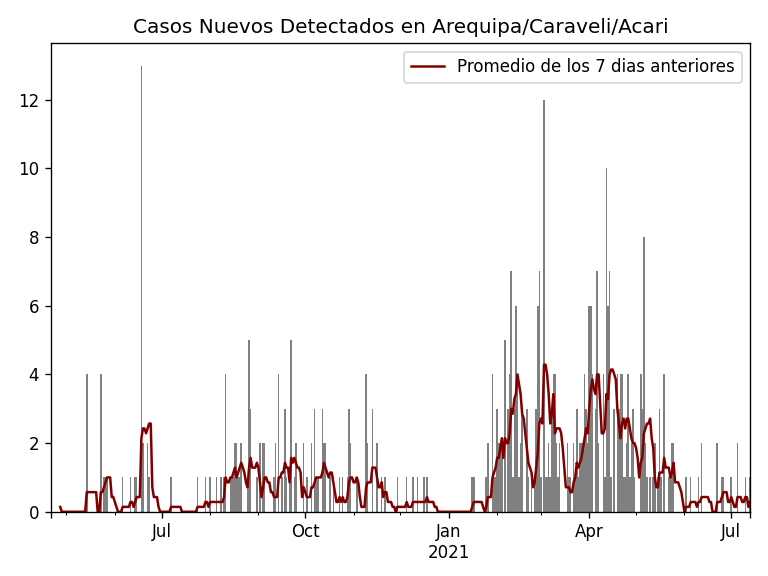 Casos Nuevos Detectados en Arequipa/Caraveli/Acari
Promedio de los 7 dias anteriores
12
10
8
6
4
2
0
Jul Oct Jan Apr Jul
2021